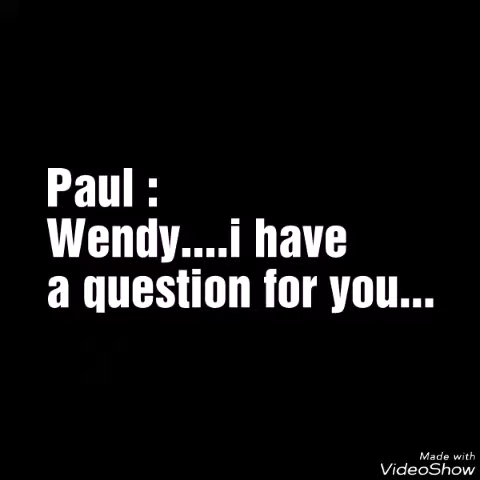 Paul :
Wendy....i have
a question for you...
Made with
VideoShow